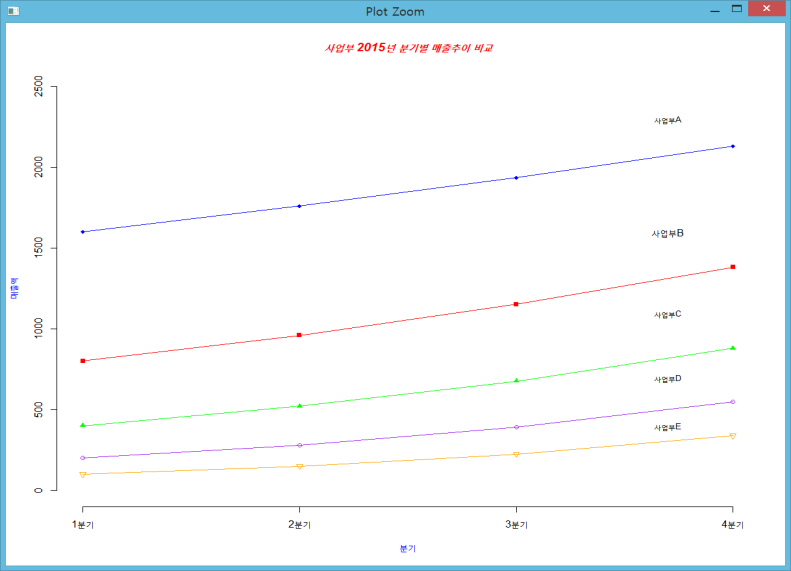 Plot Zoom
사업부 2015년 분기별 매출추이 비교
2500
2000
1500
1000
500
0
매출액
사업부A
사업부B
사업부C
사업부D
사업부E
1분기 2분기 3분기 4분기
분기